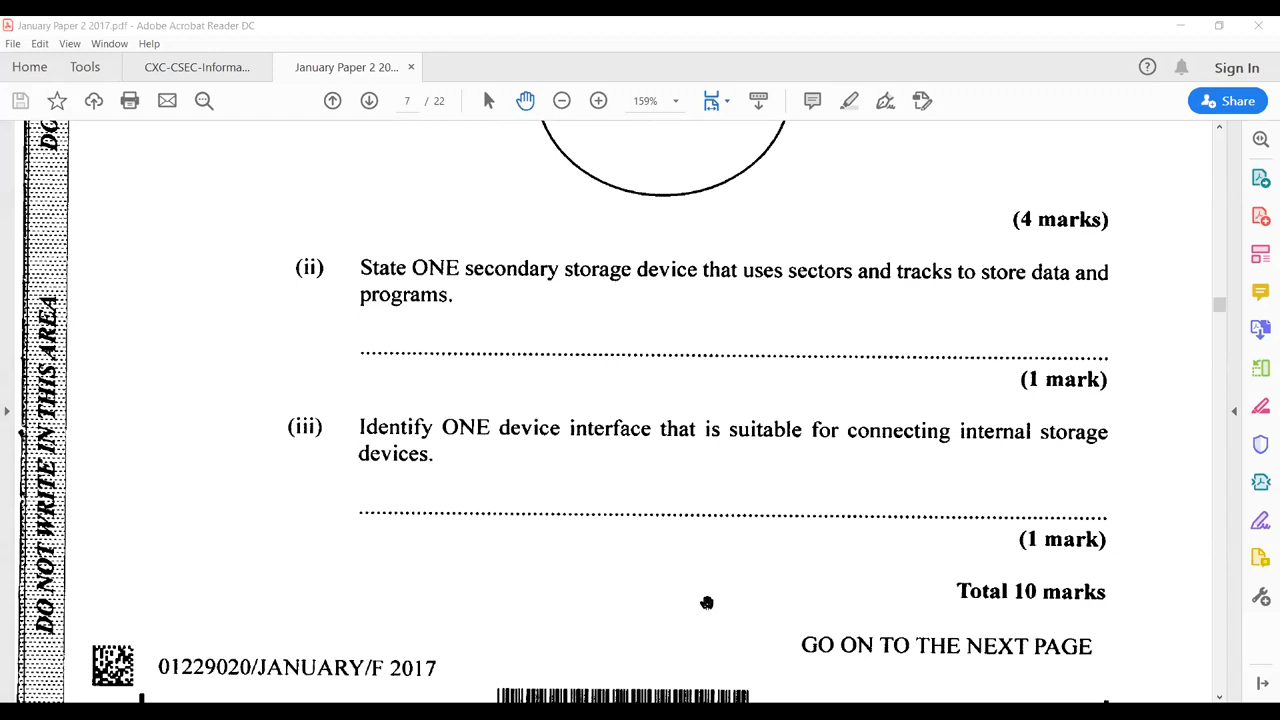 January Paper 2 2017.pdf - Adobe Acrobat Reader DC
File Edit View Window Help
Home Tools CXC-CSEC-Informa... January Paper 2 20... × Sign In
7 / 22 159% Share
DC
(4 marks)
(ii) State ONE secondary storage device that uses sectors and tracks to store data and
programs.
(1 mark)
(iii) Identify ONE device interface that is suitable for connecting internal storage
devices.
(1 mark)
Total 10 marks
GO ON TO THE NEXT PAGE
01229020/JANUARY/F 2017
DO NOT WRITE IN THIS AREA